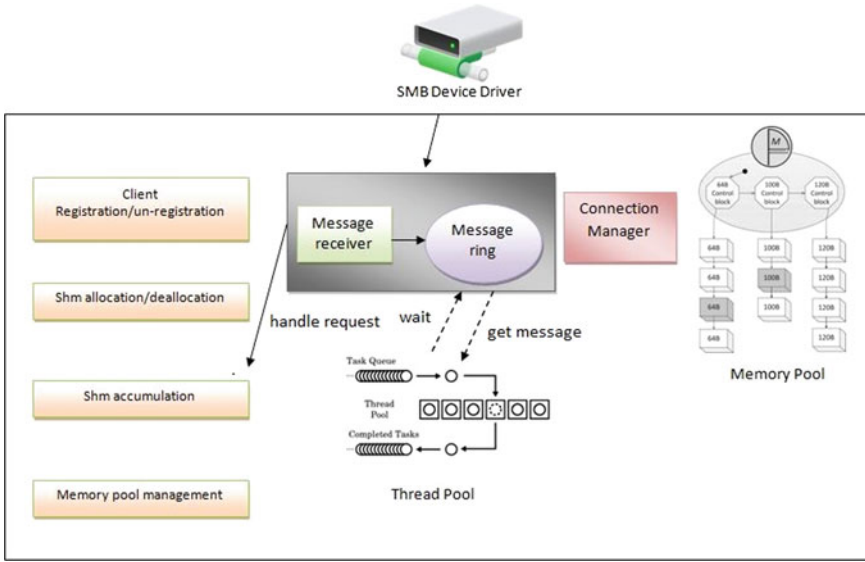 SMB Device Driver
Client
Registration/un-registration
Shm allocation/deallocation
Shm accumulation
Memory pool management
Message
receiver
Message
ring
Connection
Manager
handle request
wait
get message
Task Queue
Thread
Pool
Completed Tasks
Thread Pool
M
64B
Control
block
100B
Control
block
120B
Control
block
64B
100B
120B
64B
100B
120B
64B
100B
120B
64B
120B
Memory Pool